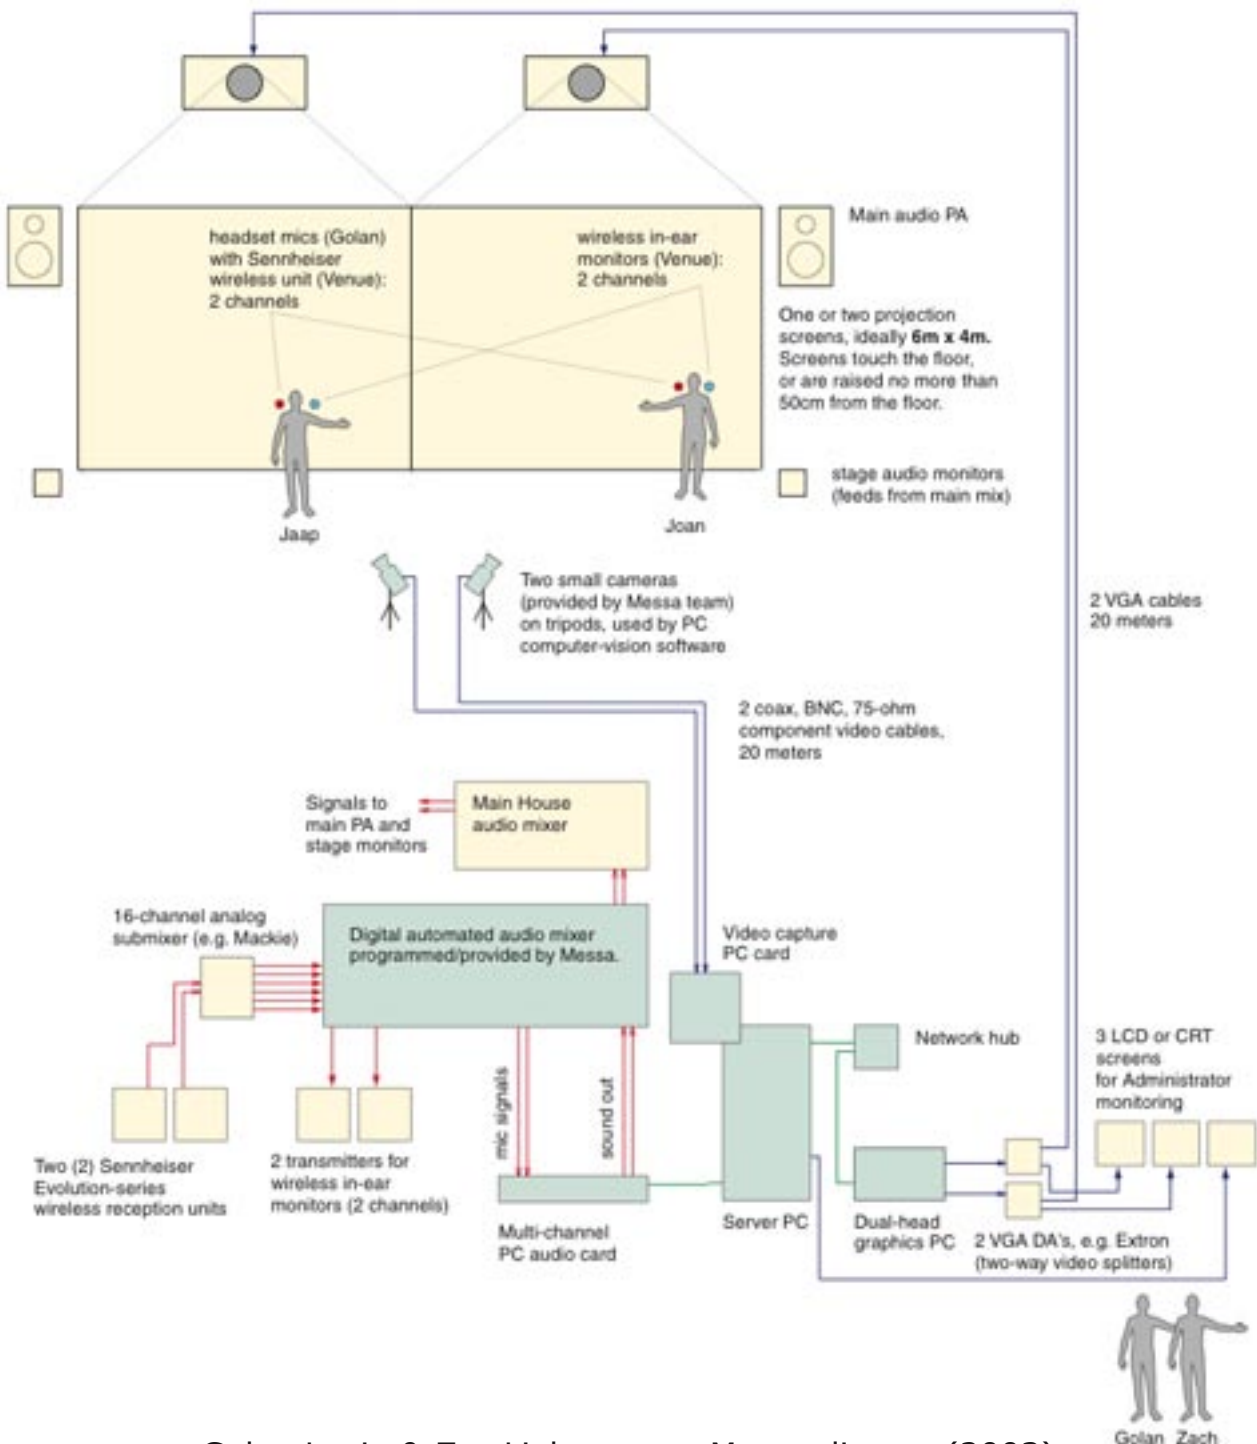 Main audio PA
headset mics (Golan)
with Sennheiser
wireless unit (Venue):
2 channels
wireless in-ear
monitors (Venue):
2 channels
One or two projection
screens, ideally 6m x 4m.
Screens touch the floor,
or are raised no more than
50cm from the floor.
stage audio monitors
(feeds from main mix)
Jaap
Joan
Two small cameras
(provided by Messa team)
on tripods, used by PC
computer-vision software
2 VGA cables
20 meters
2 coax, BNC, 75-ohm
component video cables,
20 meters
Signals to
main PA and
stage monitors
Main House
audio mixer
16-channel analog
submixer (e.g. Mackie)
Digital automated audio mixer
programmed/provided by Messa.
Video capture
PC card
Network hub
3 LCD or CRT
screens
for Administrator
monitoring
mic signals
sound out
Two (2) Sennheiser
Evolution-series
wireless reception units
2 transmitters for
wireless in-ear
monitors (2 channels)
Multi-channel
PC audio card
Server PC
Dual-head
graphics PC
2 VGA DA's, e.g. Extron
(two-way video splitters)
Golan Zach